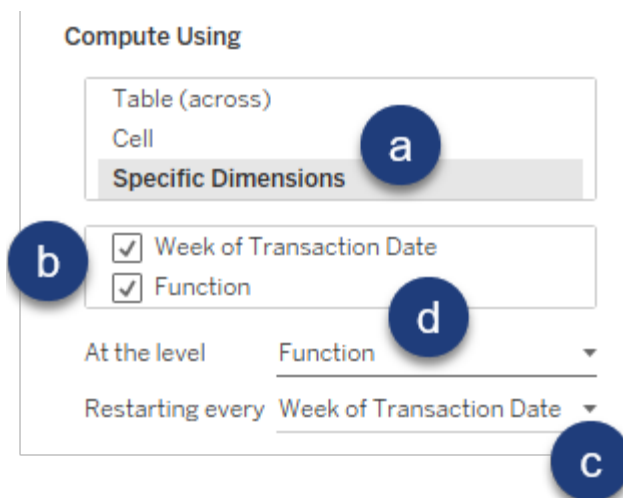 Compute Using
Table (across)
Cell
a
Specific Dimensions
b
Week of Transaction Date
Function
d
At the level Function
Restarting every Week of Transaction Date
c